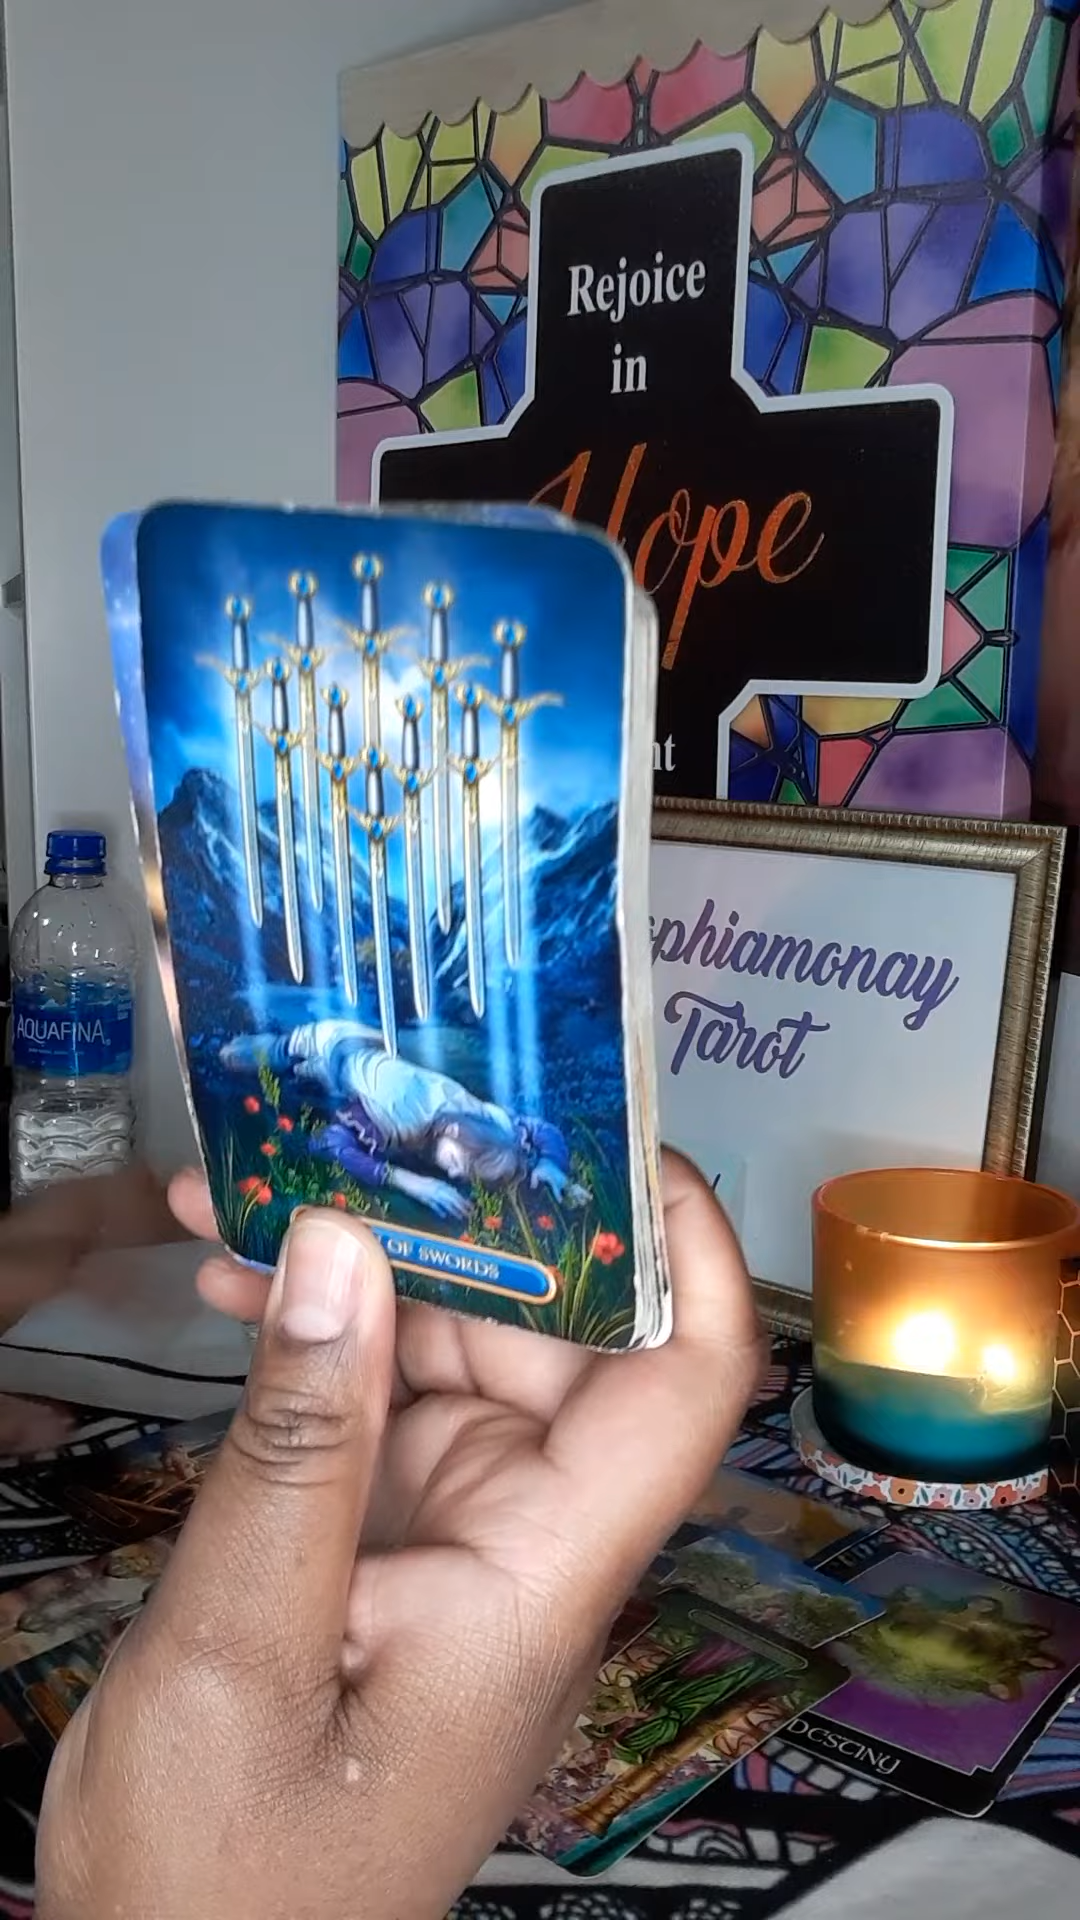 Rejoice
in
Hope
nt
AQUAFINA
phiamonay
Tarot
OF SWORDS
DESTINY